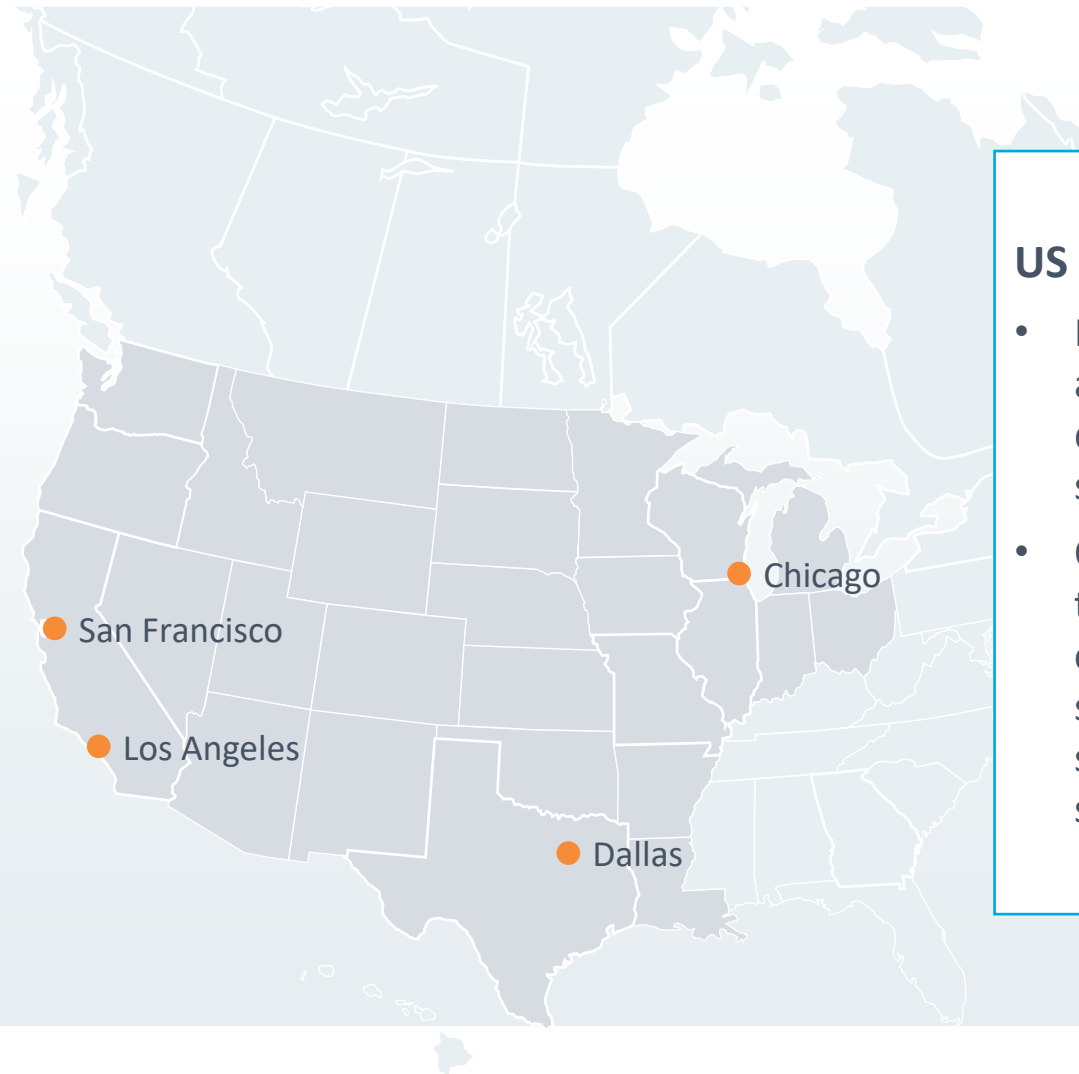 Chicago
San Francisco
Los Angeles
Dallas
US
•
•